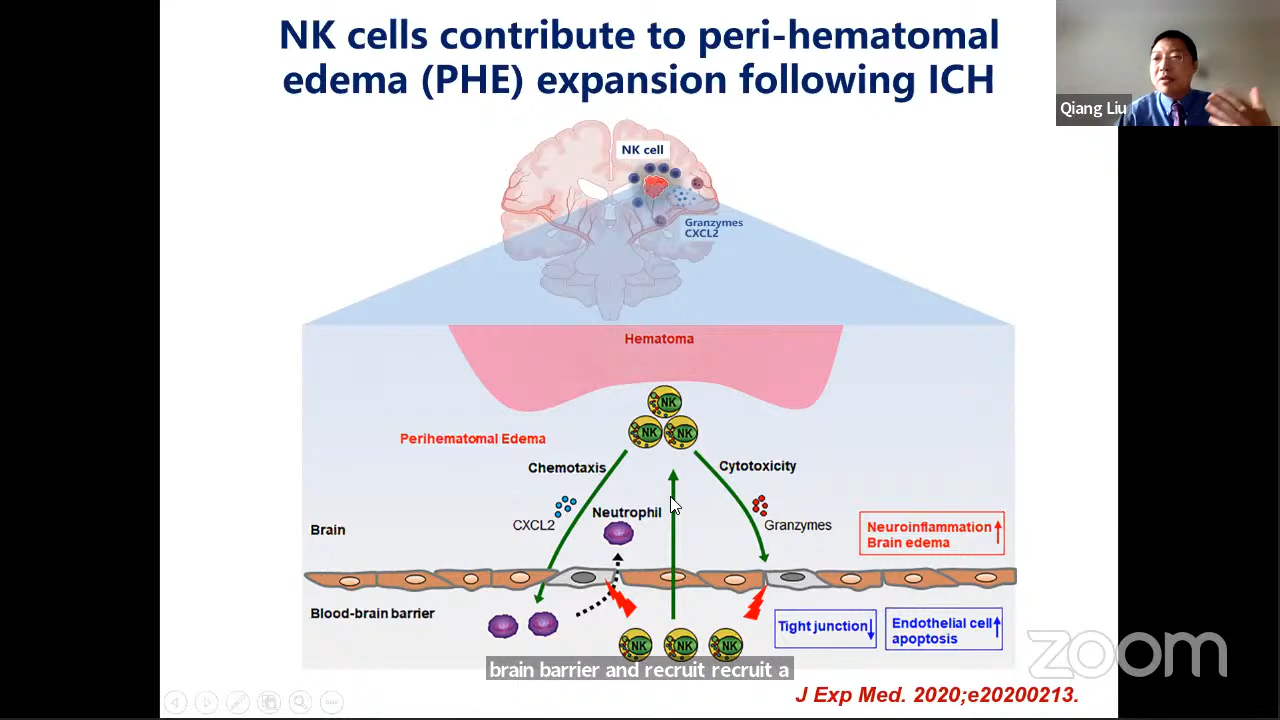 NK cells contribute to peri-hematomal
edema (PHE) expansion following ICH
Qiang Liu
NK cell
Granzymes
CXCL2
Hematoma
NK
NK NK
Perihematomal Edema
Chemotaxis
Cytotoxicity
CXCL2
Neutrophil
Granzymes
Brain
Neuroinflammation
Brain edema
Blood-brain barrier
Tight junction
Endothelial cell
apoptosis
NK NK NK
brain barrier and recruit recruit a
zoom
J Exp Med. 2020;e20200213.